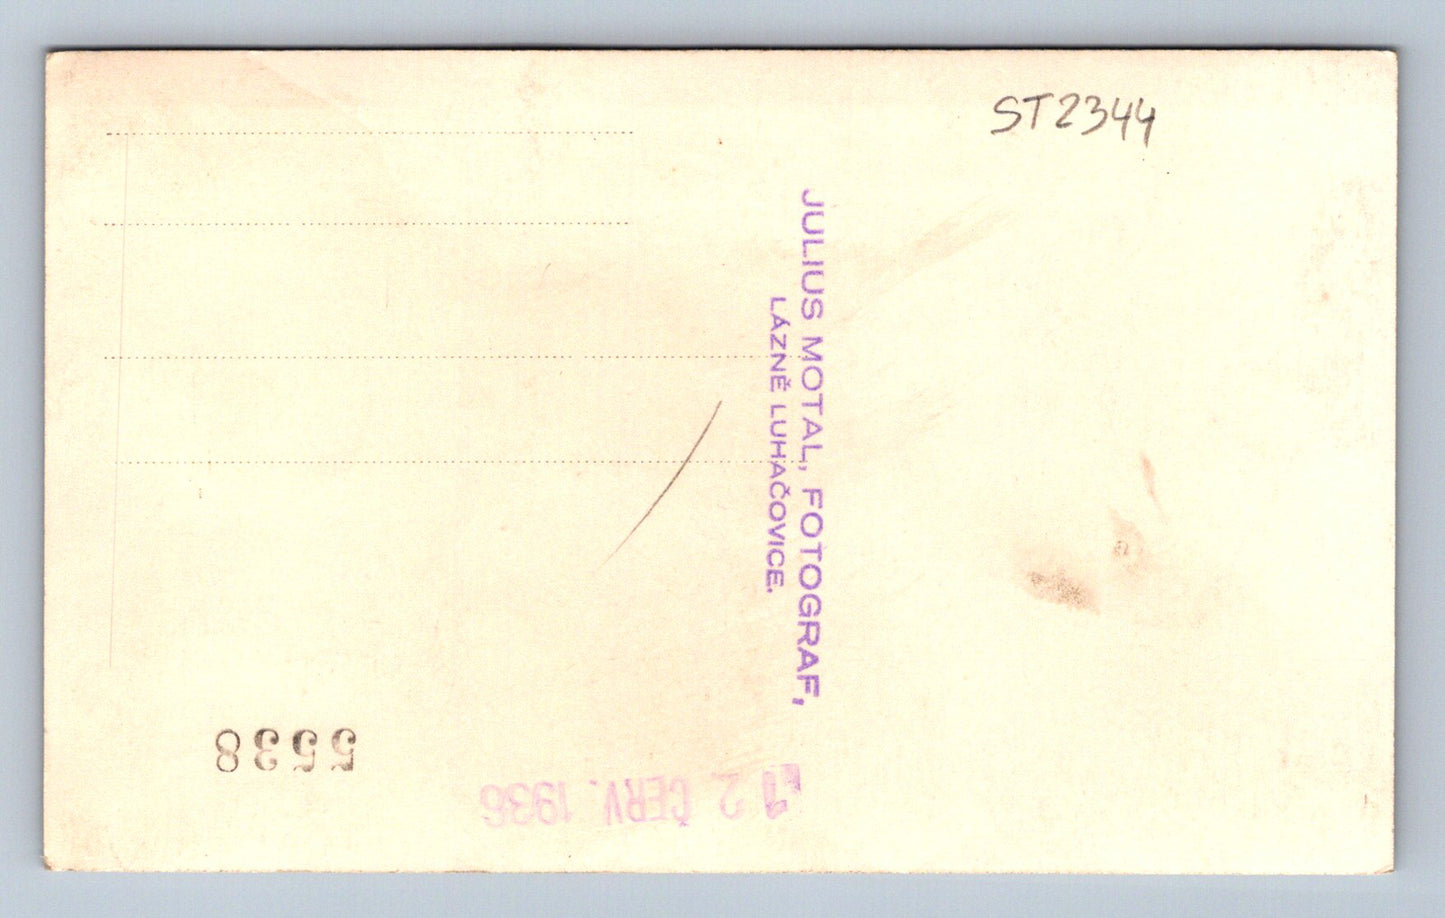 ST2344
JULIUS MOTAL, FOTOGRAF,
LÁZNĚ LUHAČOVICE.
5538
12 ČERV. 1936